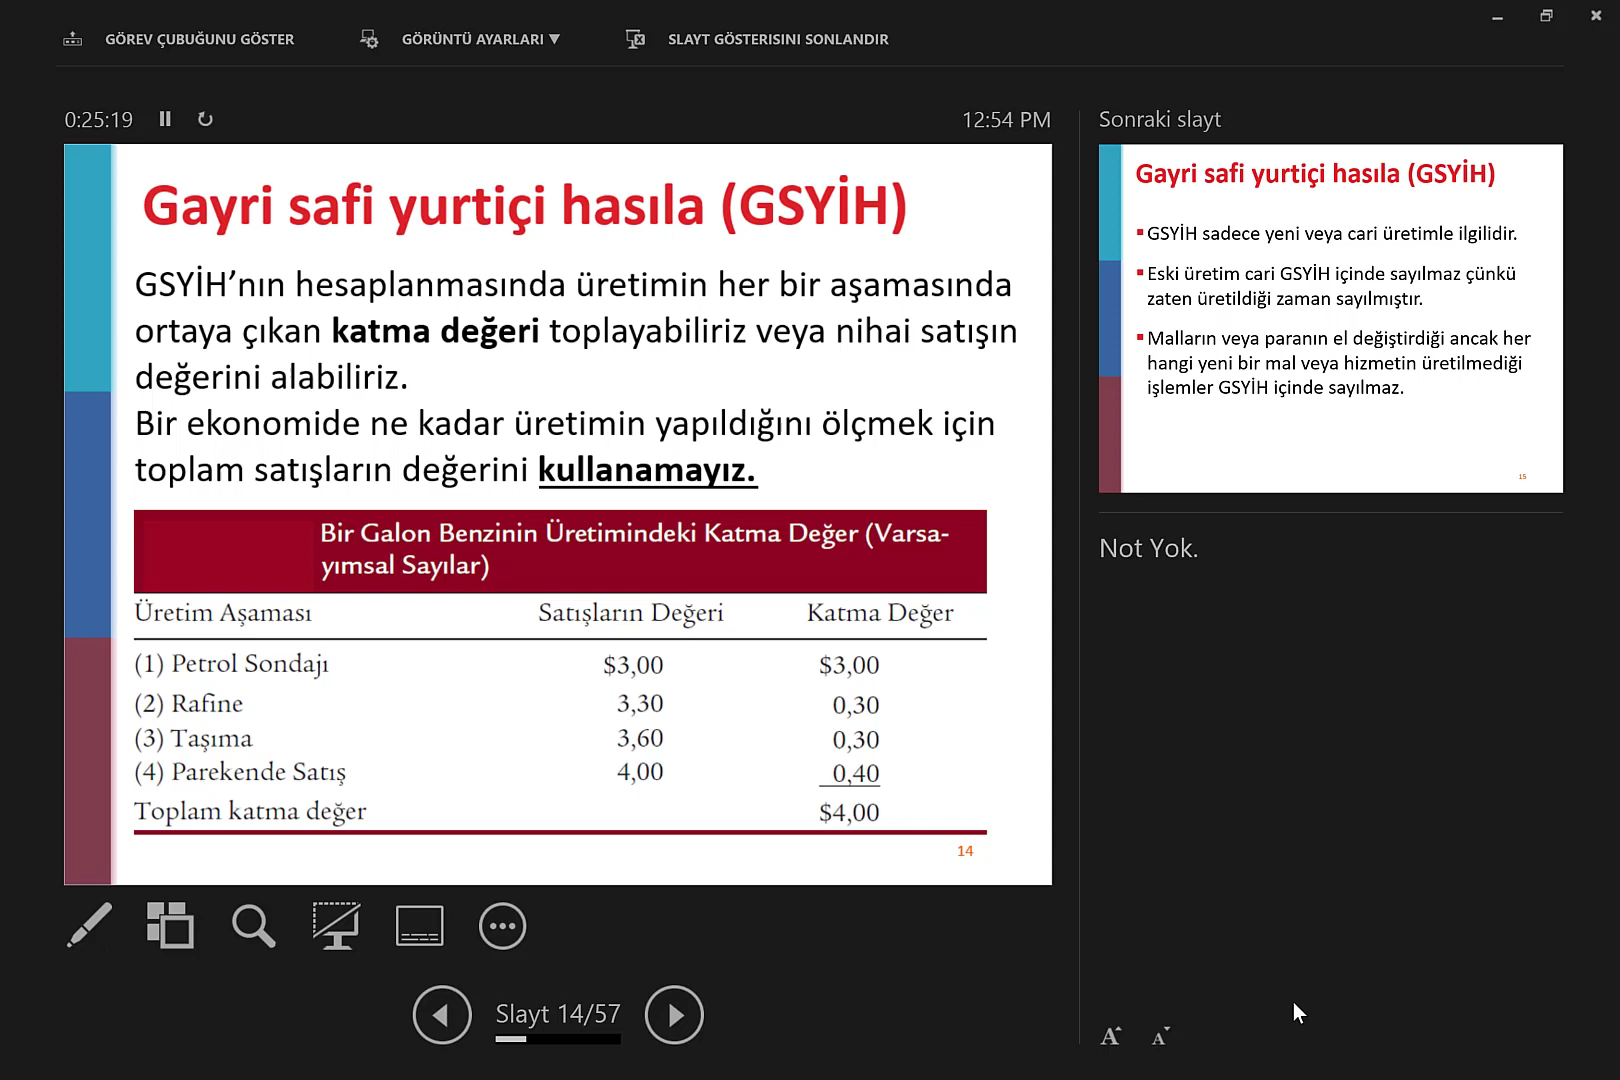 GÖREV ÇUBUĞUNU GÖSTER
GÖRÜNTÜ AYARLARI ▼
SLAYT GÖSTERISINI SONLANDIR
0:25:19
12:54 PM
Gayri safi yurtiçi hasıla (GSYİH)
GSYİH’nın hesaplanmasında üretimin her bir aşamasında
ortaya çıkan katma değeri toplayabiliriz veya nihai satışın
değerini alabiliriz.
Bir ekonomide ne kadar üretimin yapıldığını ölçmek için
toplam satışların değerini kullanamayız.
Bir Galon Benzinin Üretimindeki Katma Değer (Varsa-
yımsal Sayılar)
Üretim Aşaması Satışların Değeri Katma Değer
(1) Petrol Sondajı $3,00 $3,00
(2) Rafine 3,30 0,30
(3) Taşıma 3,60 0,30
(4) Parekende Satış 4,00 0,40
Toplam katma değer $4,00
14
Slayt 14/57
Sonraki slayt
Gayri safi yurtiçi hasıla (GSYİH)
▪GSYİH sadece yeni veya cari üretimle ilgilidir.
▪Eski üretim cari GSYİH içinde sayılmaz çünkü
zaten üretildiği zaman sayılmıştır.
▪Malların veya paranın el değiştirdiği ancak her
hangi yeni bir mal veya hizmetin üretilmediği
işlemler GSYİH içinde sayılmaz.
15
Not Yok.
A A